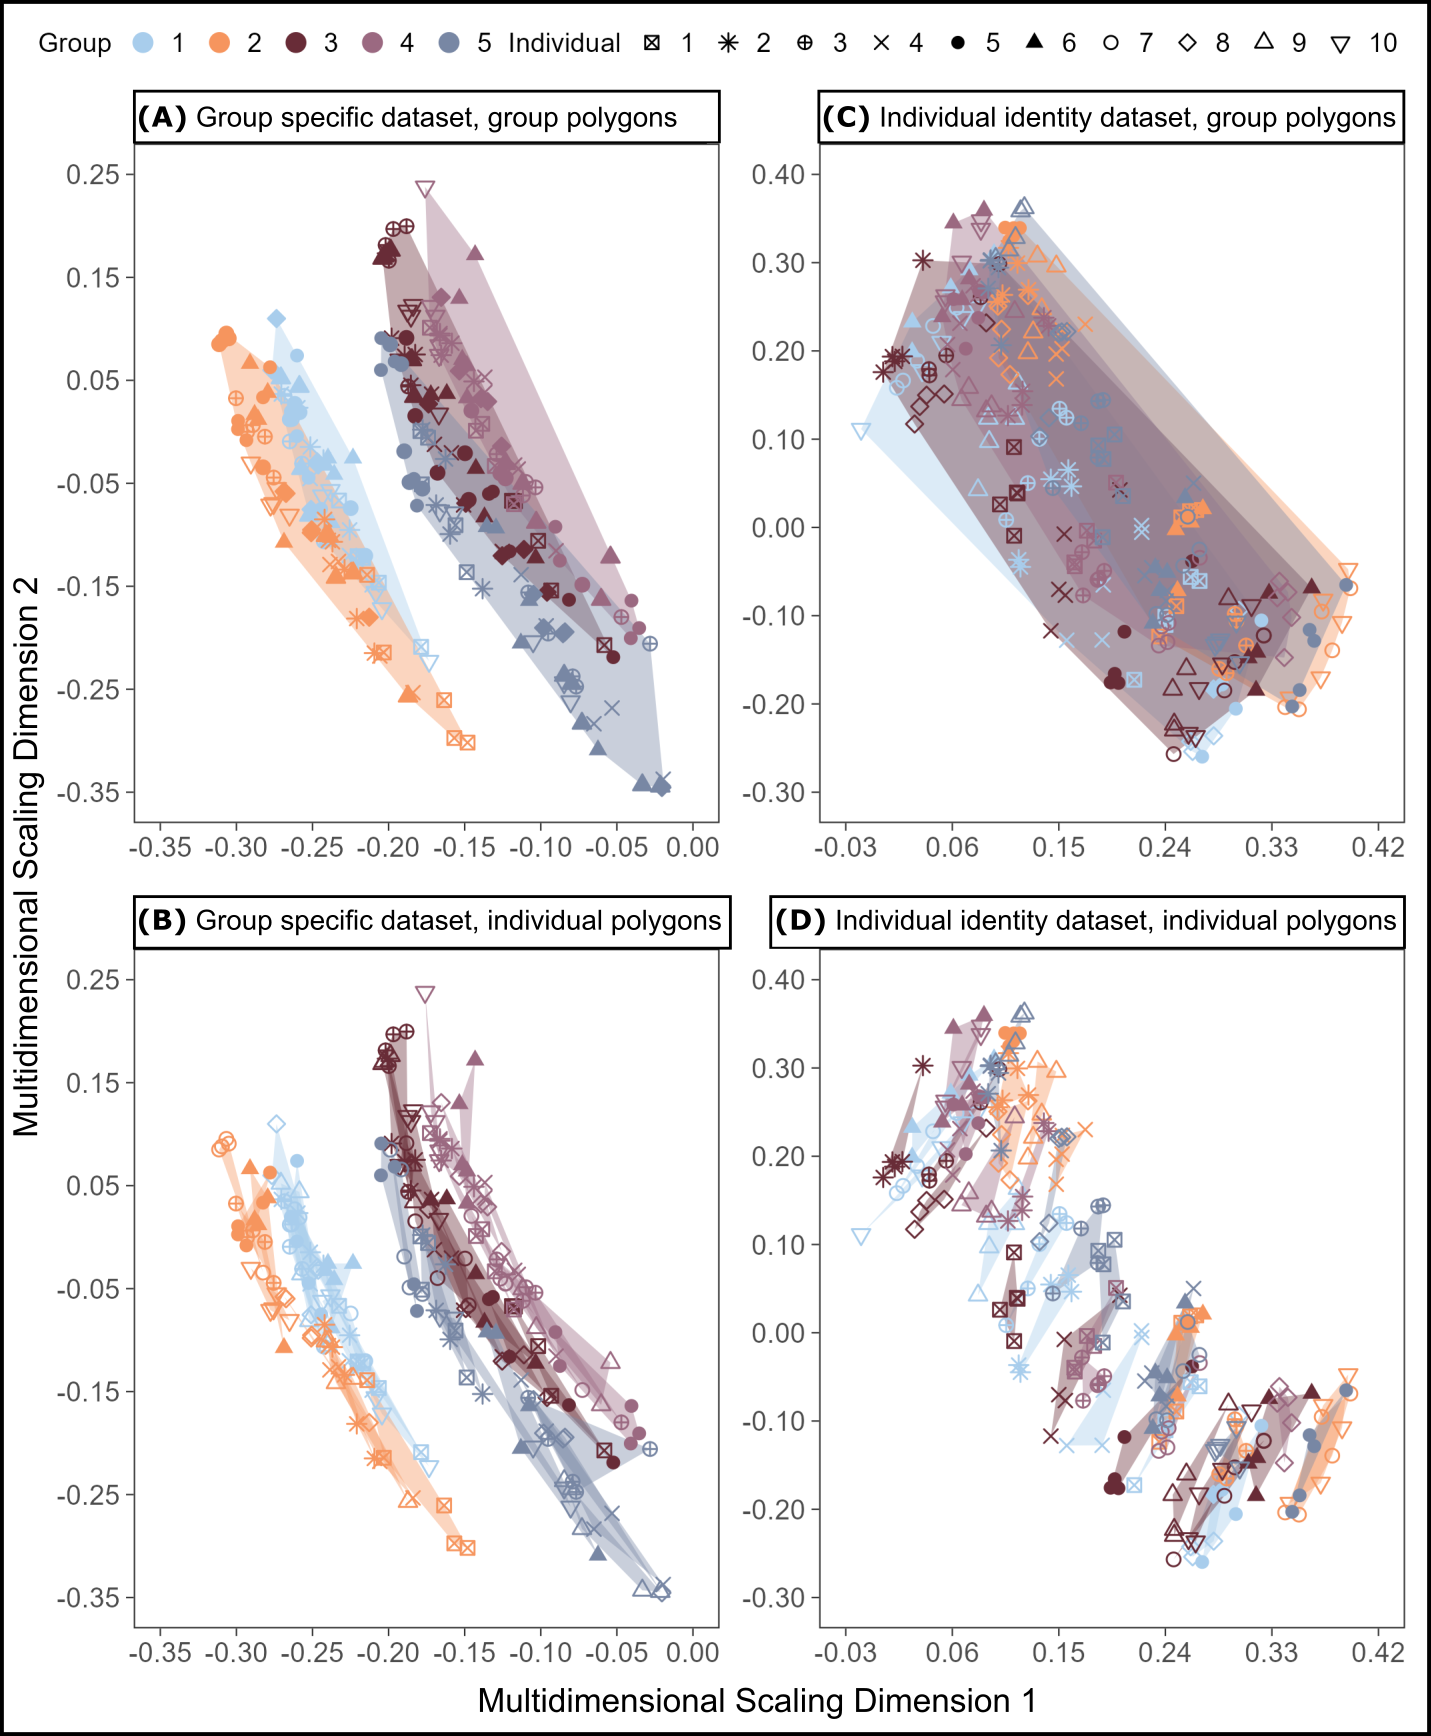 Group 1 2 3 4 5 Individual 1 2 3 4 5 6 7 8 9 10
(A) Group specific dataset, group polygons
0.25
0.15
0.05
-0.05
-0.15
-0.25
-0.35
-0.35 -0.30 -0.25 -0.20 -0.15 -0.10 -0.05 0.00
(C) Individual identity dataset, group polygons
0.40
0.30
0.20
0.10
0.00
-0.10
-0.20
-0.30
-0.03 0.06 0.15 0.24 0.33 0.42
(B) Group specific dataset, individual polygons
0.25
0.15
0.05
-0.05
-0.15
-0.25
-0.35
-0.35 -0.30 -0.25 -0.20 -0.15 -0.10 -0.05 0.00
(D) Individual identity dataset, individual polygons
0.40
0.30
0.20
0.10
0.00
-0.10
-0.20
-0.30
-0.03 0.06 0.15 0.24 0.33 0.42
Multidimensional Scaling Dimension 2
Multidimensional Scaling Dimension 1